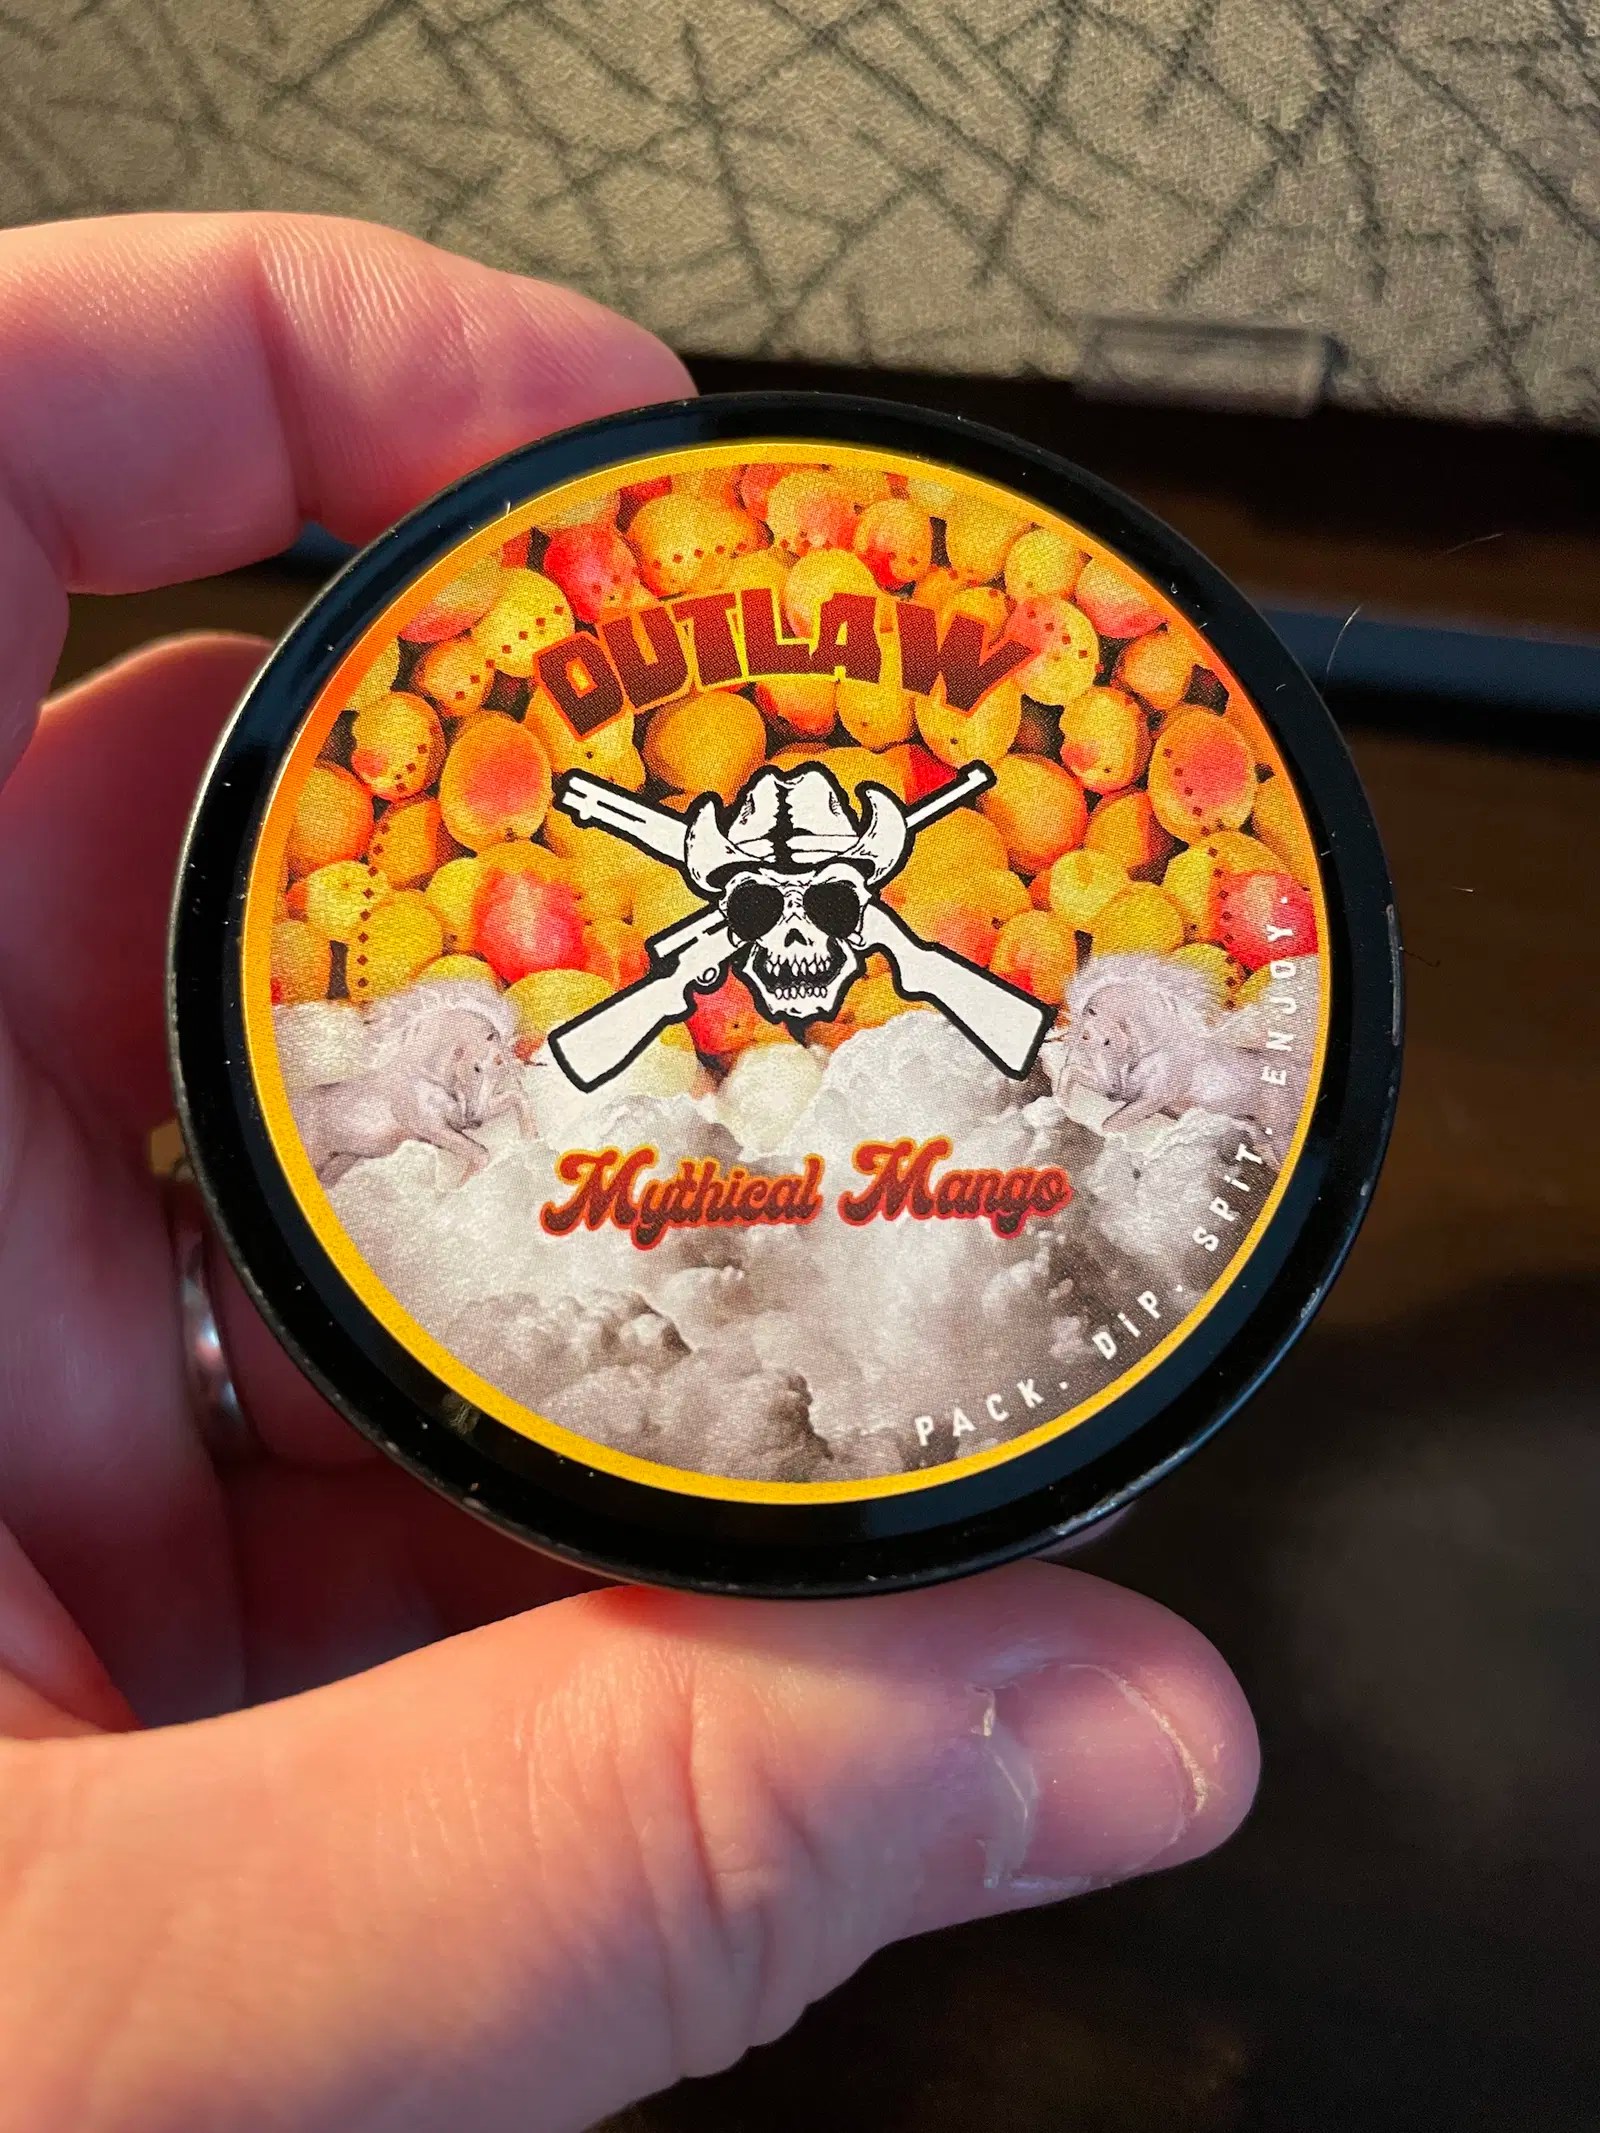 OUTLAW
Mythical Mango
PACK. DIP. SPIT. ENJOY.